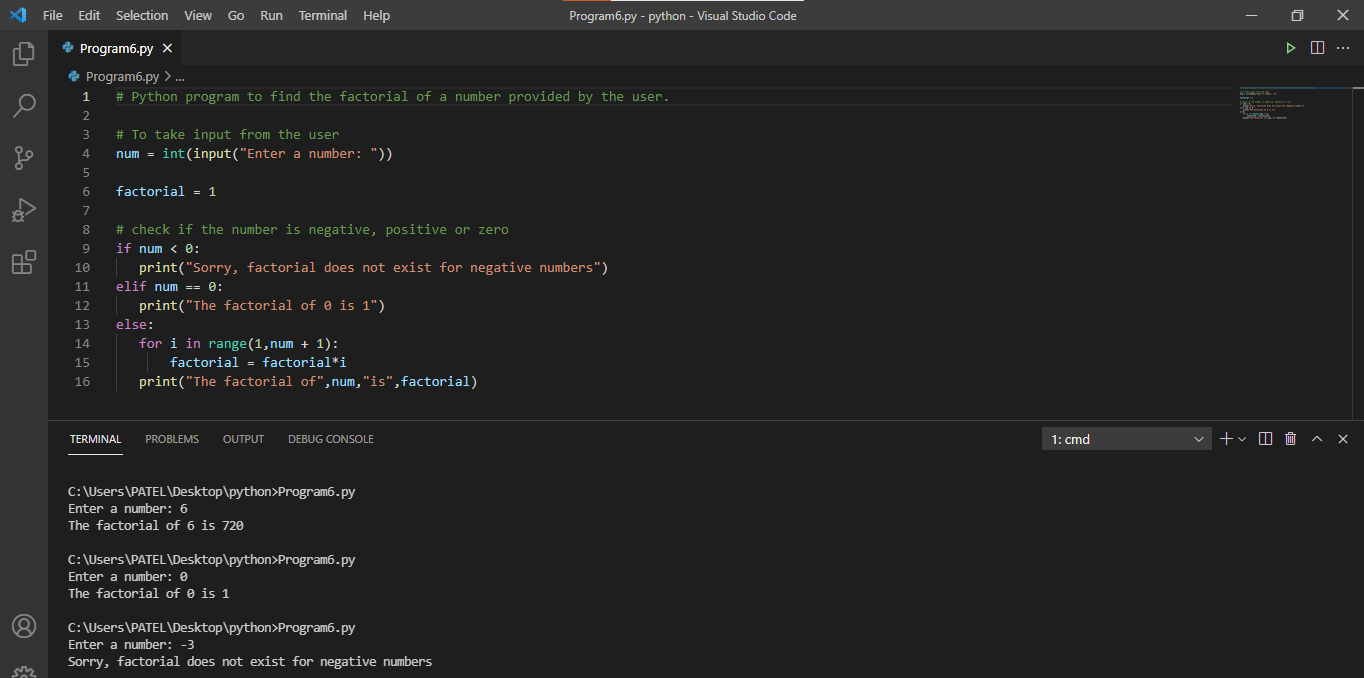 File Edit Selection View Go Run Terminal Help Program6.py - python - Visual Studio Code
Program6.py
Program6.py > ...
1 # Python program to find the factorial of a number provided by the user.
2
3 # To take input from the user
4 num = int(input("Enter a number: "))
5
6 factorial = 1
7
8 # check if the number is negative, positive or zero
9 if num < 0:
10    print("Sorry, factorial does not exist for negative numbers")
11 elif num == 0:
12    print("The factorial of 0 is 1")
13 else:
14    for i in range(1,num + 1):
15        factorial = factorial*i
16    print("The factorial of",num,"is",factorial)
TERMINAL PROBLEMS OUTPUT DEBUG CONSOLE 1: cmd
C:\Users\PATEL\Desktop\python>Program6.py
Enter a number: 6
The factorial of 6 is 720
C:\Users\PATEL\Desktop\python>Program6.py
Enter a number: 0
The factorial of 0 is 1
C:\Users\PATEL\Desktop\python>Program6.py
Enter a number: -3
Sorry, factorial does not exist for negative numbers